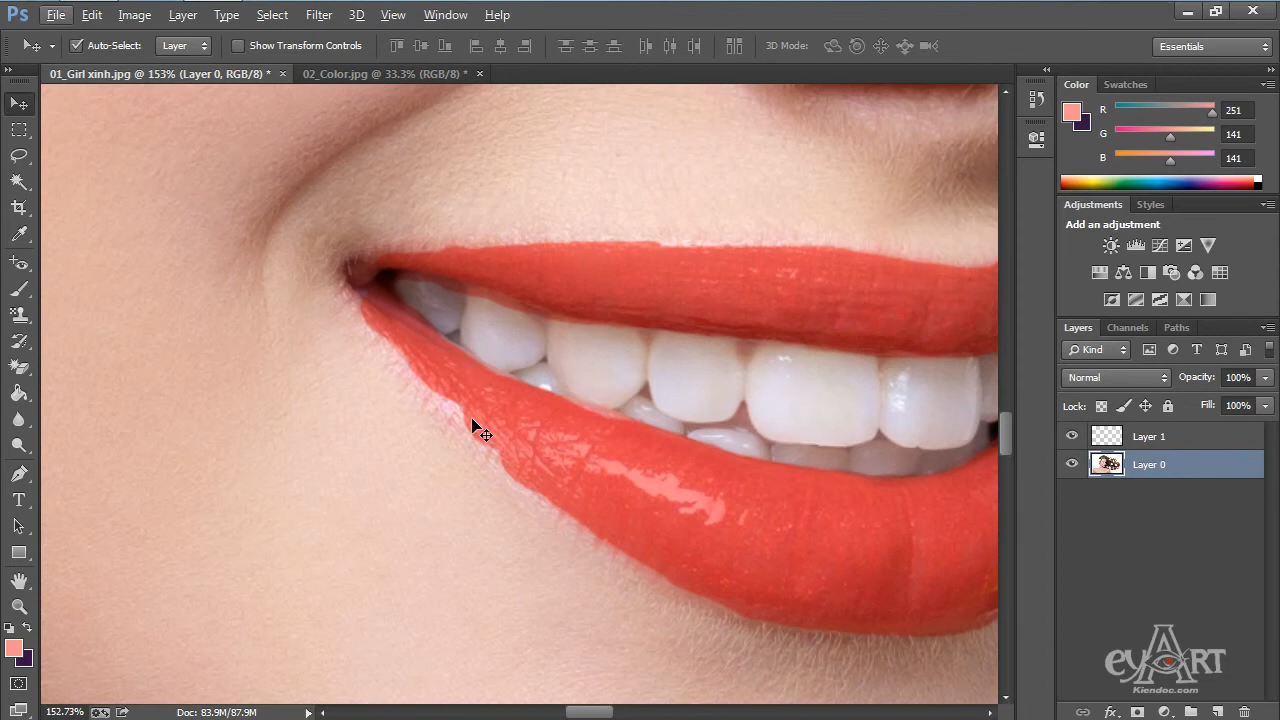 Ps File Edit Image Layer Type Select Filter 3D View Window Help
Auto-Select: Layer Show Transform Controls 3D Mode: Essentials
01_Girl xinh.jpg @ 153% (Layer 0, RGB/8) * 02_Color.jpg @ 33.3% (RGB/8) *
Color Swatches
R 251
G 141
B 141
Adjustments Styles
Add an adjustment
Layers Channels Paths
Kind
Normal Opacity: 100%
Lock: Fill: 100%
Layer 1
Layer 0
eyART
Kiendoc.com
152.73% Doc: 83.9M/87.9M